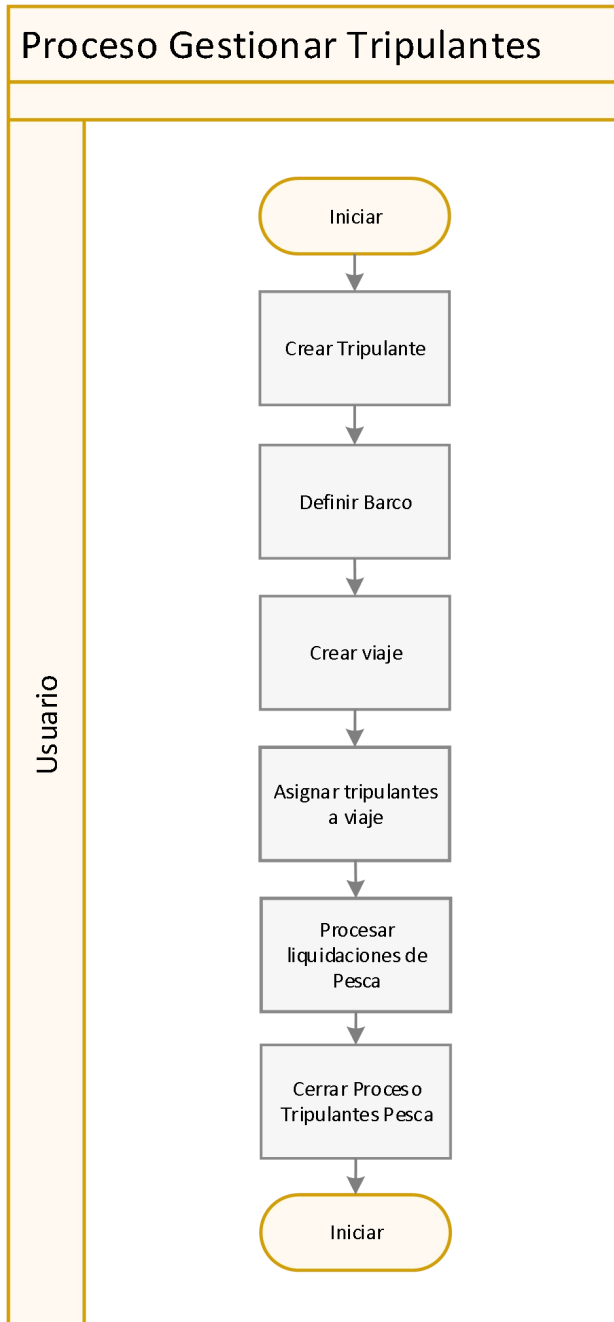 Proceso Gestionar Tripulantes
Usuario
Iniciar
Crear Tripulante
Definir Barco
Crear viaje
Asignar tripulantes
a viaje
Procesar
liquidaciones de
Pesca
Cerrar Proceso
Tripulantes Pesca
Iniciar